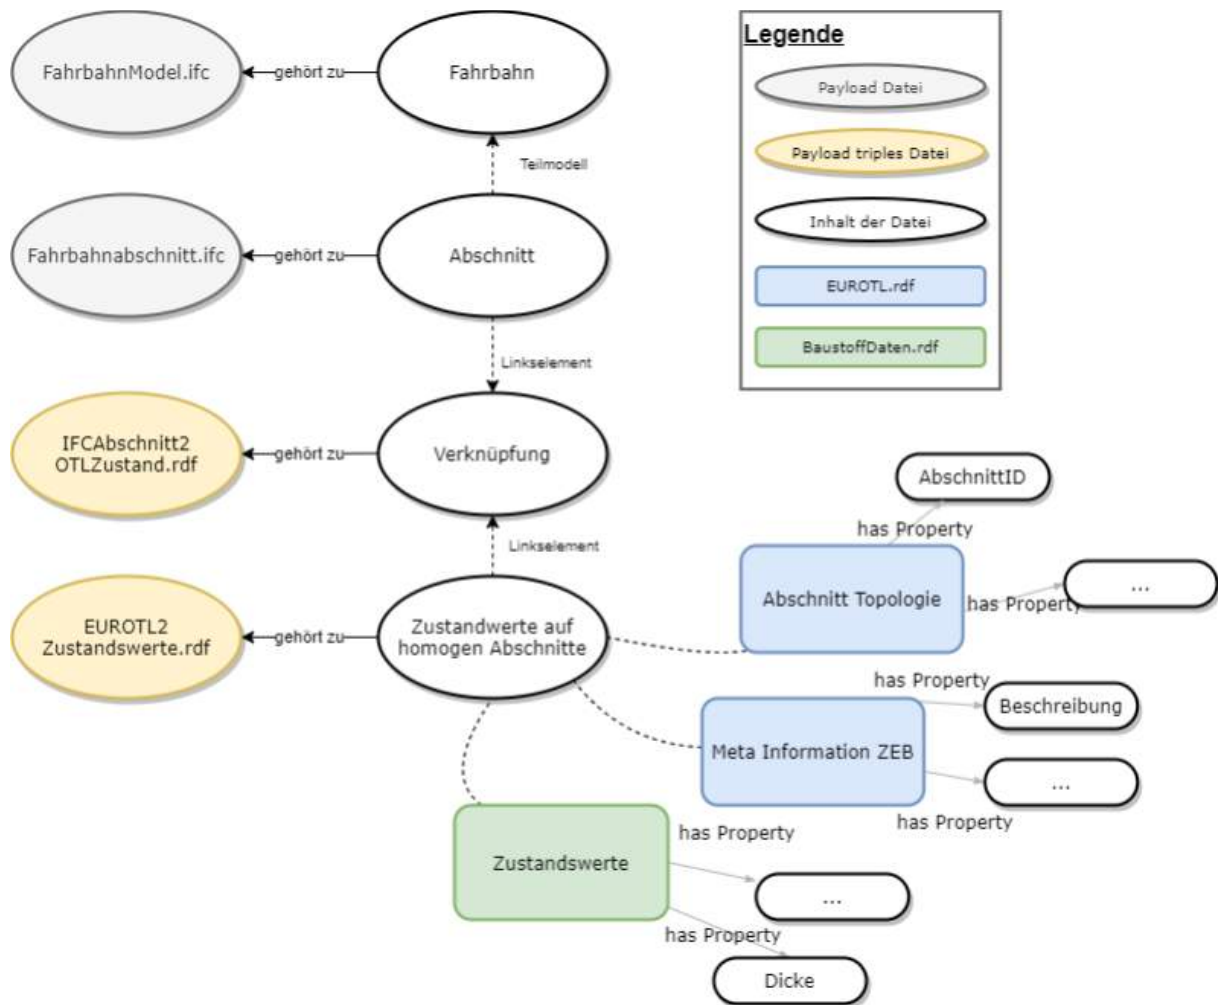 FahrbahnModel.ifc
gehört zu
Fahrbahn
Teilmodell
Fahrbahnabschnitt.ifc
gehört zu
Abschnitt
Linkselement
IFCAbschnitt2
OTLZustand.rdf
gehört zu
Verknüpfung
Linkselement
EUROTL2
Zustandswerte.rdf
gehört zu
Zustandwerte auf
homogen Abschnitte
Legende
Payload Datei
Payload triples Datei
Inhalt der Datei
EUROTL.rdf
BaustoffDaten.rdf
AbschnittID
has Property
Abschnitt Topologie
has Property
...
has Property
Beschreibung
Meta Information ZEB
...
has Property
Zustandswerte
has Property
...
has Property
Dicke